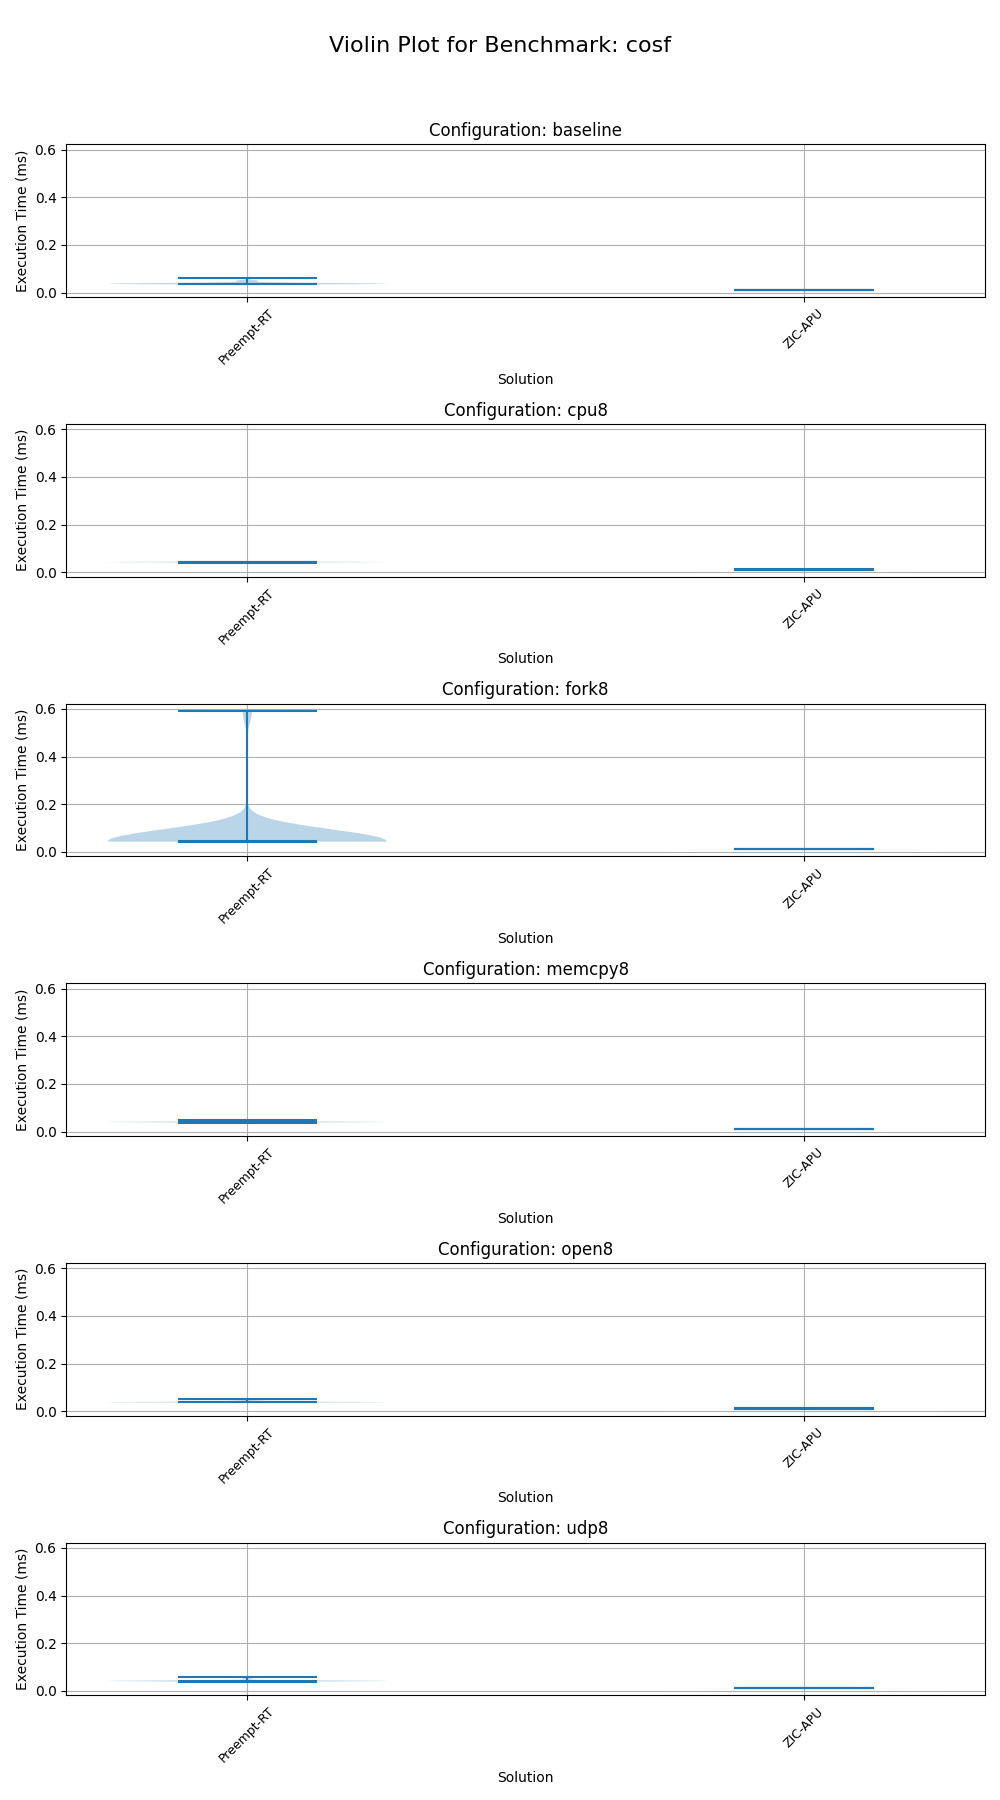 Violin Plot for Benchmark: cosf
Configuration: baseline
Execution Time (ms)
0.6
0.4
0.2
0.0
Preempt-RT
ZIC-APU
Solution
Configuration: cpu8
Execution Time (ms)
0.6
0.4
0.2
0.0
Preempt-RT
ZIC-APU
Solution
Configuration: fork8
Execution Time (ms)
0.6
0.4
0.2
0.0
Preempt-RT
ZIC-APU
Solution
Configuration: memcpy8
Execution Time (ms)
0.6
0.4
0.2
0.0
Preempt-RT
ZIC-APU
Solution
Configuration: open8
Execution Time (ms)
0.6
0.4
0.2
0.0
Preempt-RT
ZIC-APU
Solution
Configuration: udp8
Execution Time (ms)
0.6
0.4
0.2
0.0
Preempt-RT
ZIC-APU
Solution